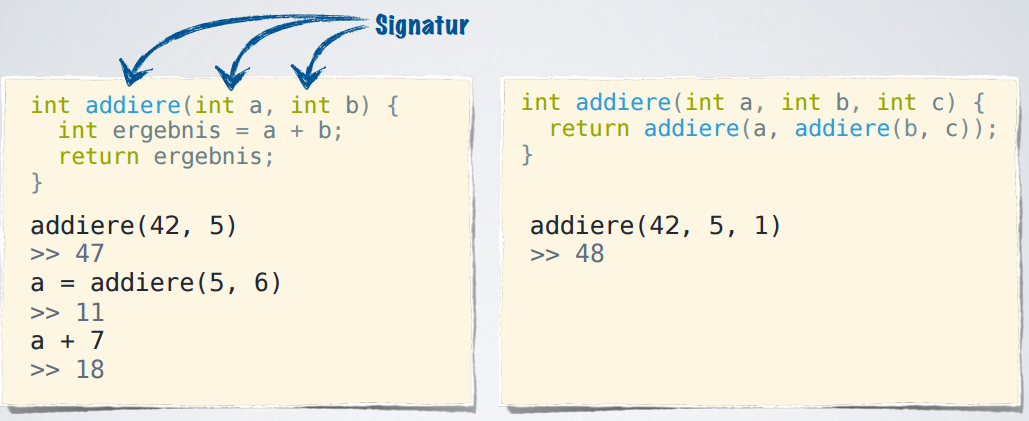 Signatur
int addiere(int a, int b) {
  int ergebnis = a + b;
  return ergebnis;
}
addiere(42, 5)
>> 47
a = addiere(5, 6)
>> 11
a + 7
>> 18
int addiere(int a, int b, int c) {
  return addiere(a, addiere(b, c));
}
addiere(42, 5, 1)
>> 48